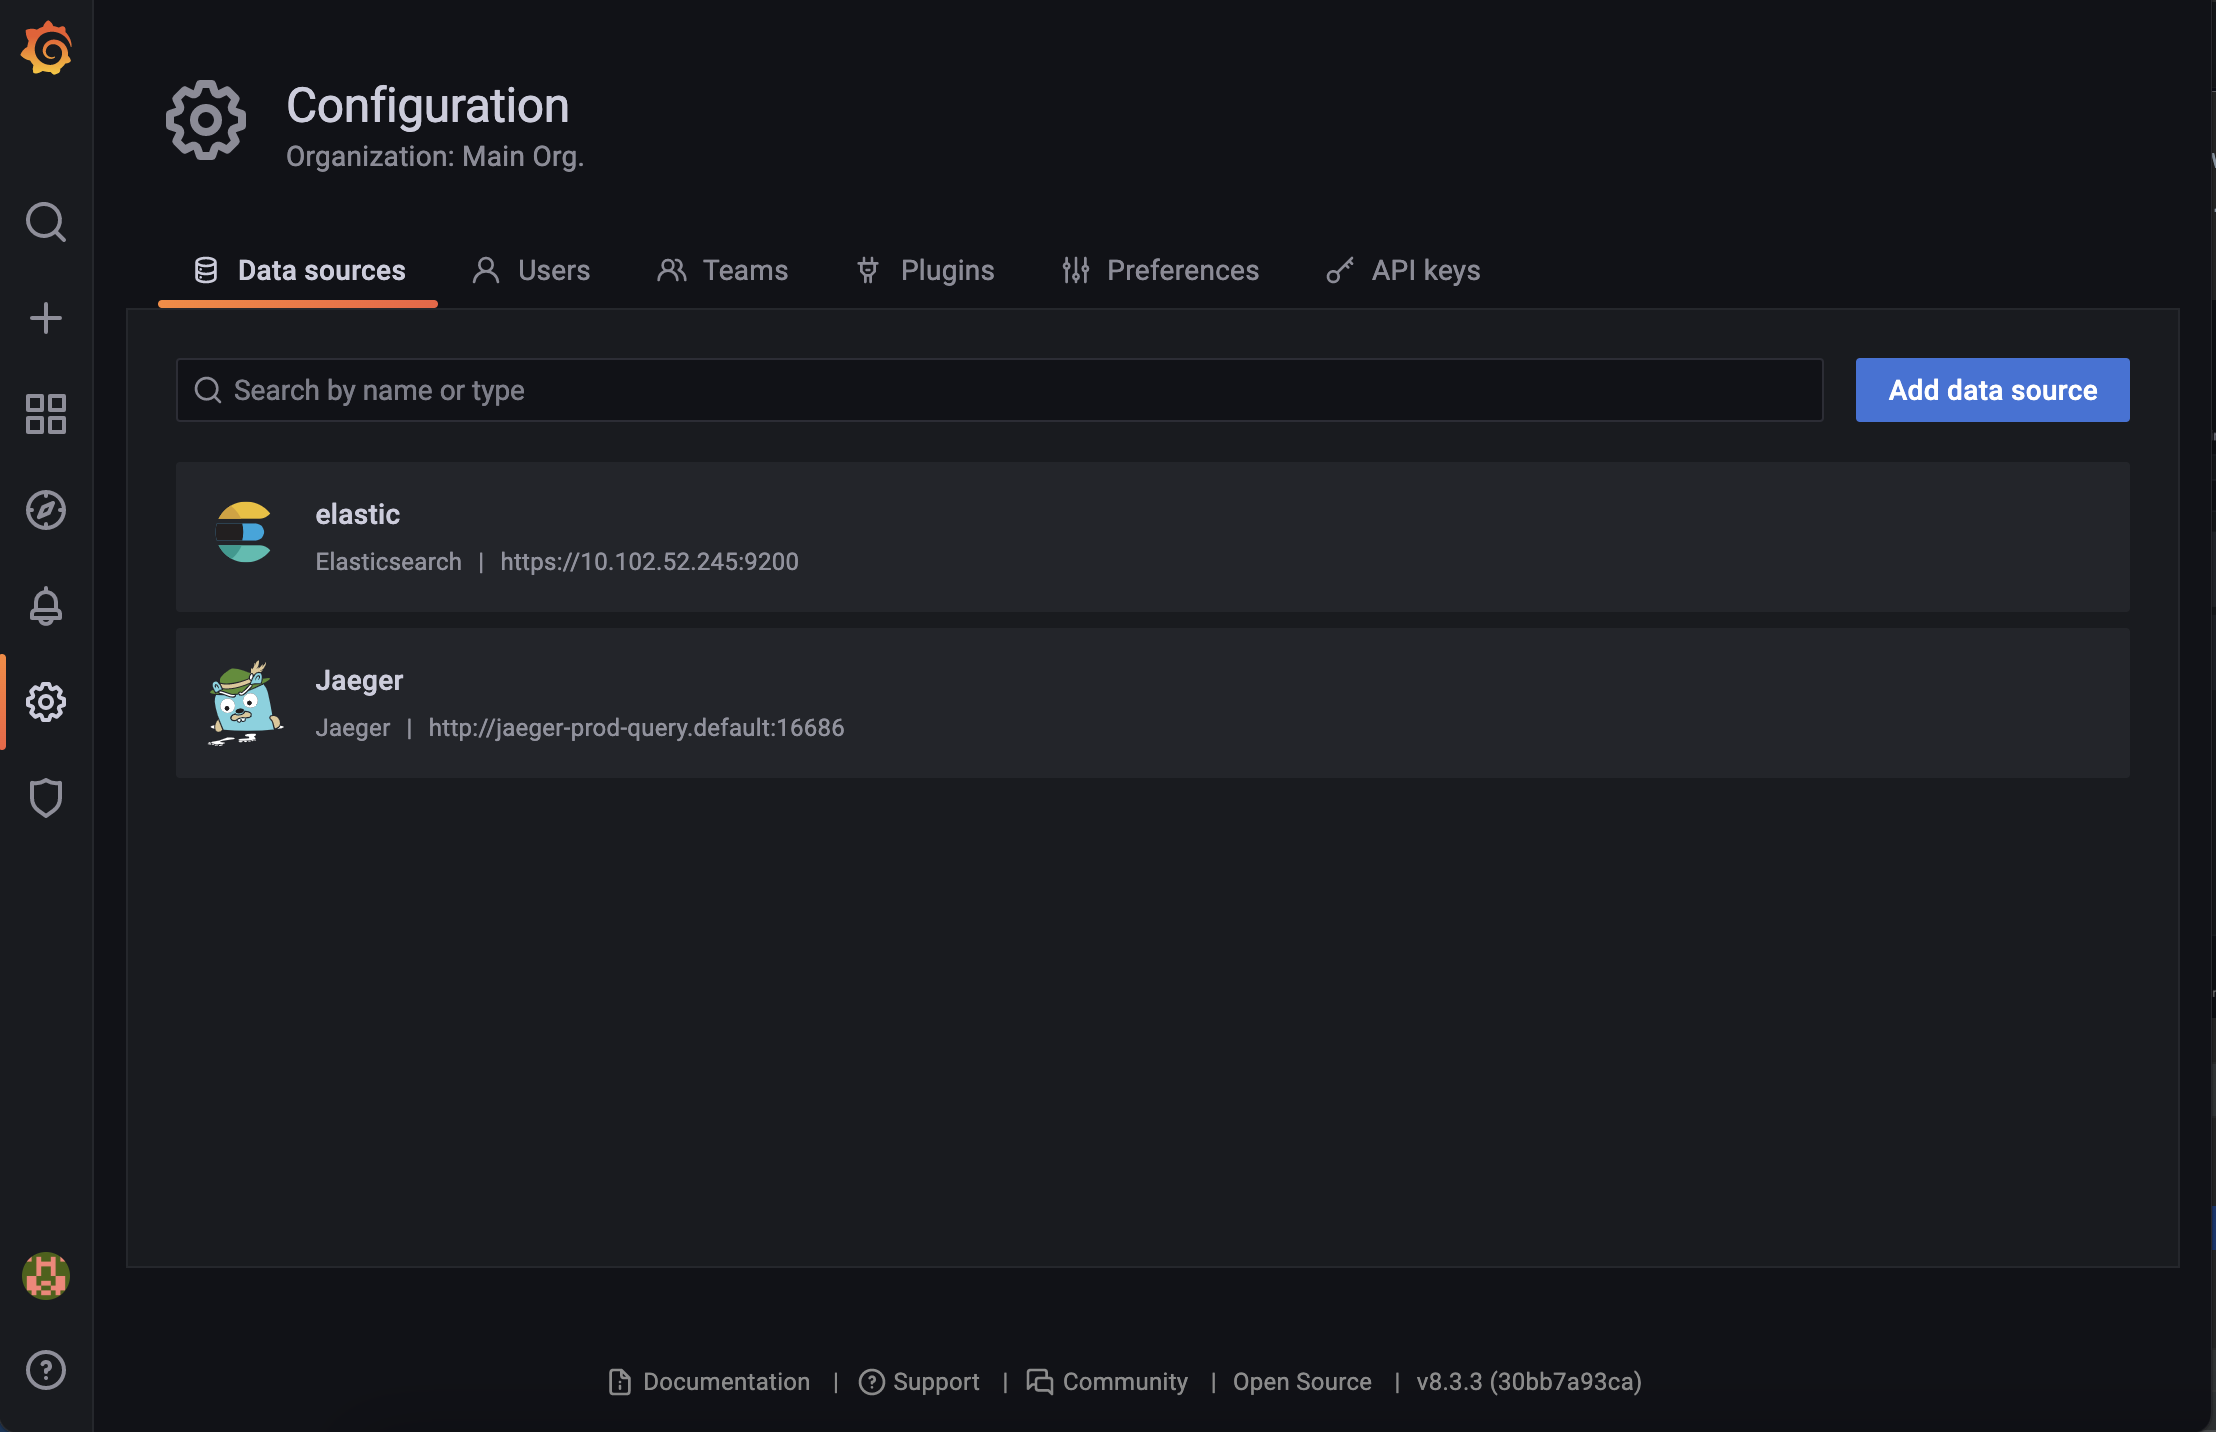 Configuration
Organization: Main Org.
Data sources
Users
Teams
Plugins
Preferences
API keys
Search by name or type
Add data source
elastic
Elasticsearch | https://10.102.52.245:9200
Jaeger
Jaeger | http://jaeger-prod-query.default:16686
Documentation | Support | Community | Open Source | v8.3.3 (30bb7a93ca)